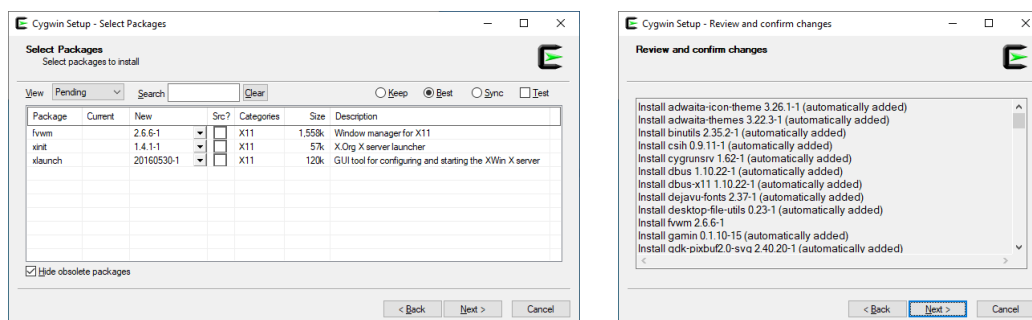 Cygwin Setup - Select Packages
Select Packages
Select packages to install
View Pending Search Clear Keep Best Sync Test
Package Current New Src? Categories Size Description
fvwm 2.6.6-1 X11 1,558k Window manager for X11
xinit 1.4.1-1 X11 57k X.Org X server launcher
xlaunch 20160530-1 X11 120k GUI tool for configuring and starting the XWin X server
Hide obsolete packages
< Back Next > Cancel
Cygwin Setup - Review and confirm changes
Review and confirm changes
Install adwaita-icon-theme 3.26.1-1 (automatically added)
Install adwaita-themes 3.22.3-1 (automatically added)
Install binutils 2.35.2-1 (automatically added)
Install csih 0.9.11-1 (automatically added)
Install cygrunsrv 1.62-1 (automatically added)
Install dbus 1.10.22-1 (automatically added)
Install dbus-x11 1.10.22-1 (automatically added)
Install dejavu-fonts 2.37-1 (automatically added)
Install desktop-file-utils 0.23-1 (automatically added)
Install fvwm 2.6.6-1
Install gamin 0.1.10-15 (automatically added)
Install gdk-pixbuf2.0-svg 2.40.20-1 (automatically added)
< Back Next > Cancel